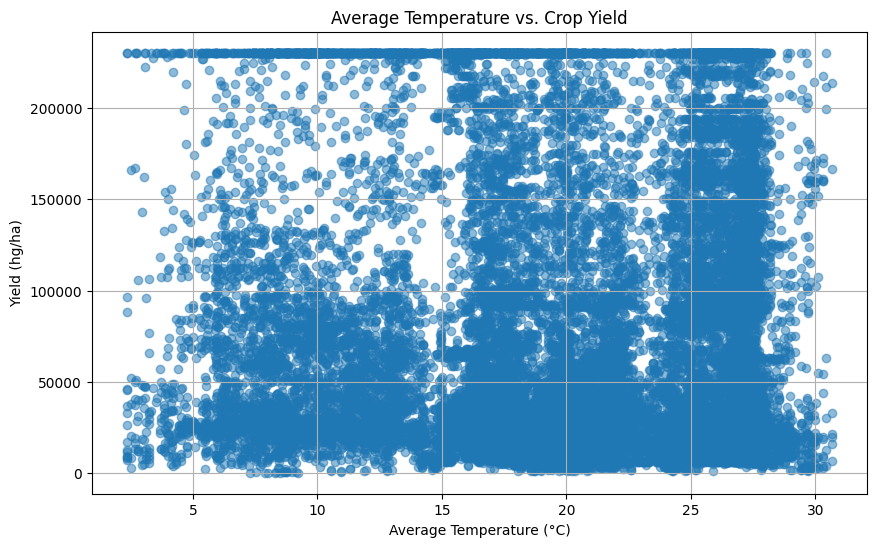 Average Temperature vs. Crop Yield
Yield (hg/ha)
200000
150000
100000
50000
0
5 10 15 20 25 30
Average Temperature (°C)